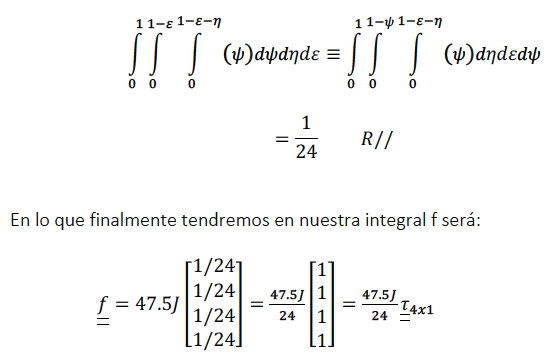 ∫₀¹ ∫₀^{1−ε} ∫₀^{1−ε−η} (ψ)dψdηdε ≡ ∫₀¹ ∫₀^{1−ψ} ∫₀^{1−ε−η} (ψ)dηdεdψ
= 1/24 R//
En lo que finalmente tendremos en nuestra integral f será:
f = 47.5J [1/24 1/24 1/24 1/24] = 47.5J/24 [1 1 1 1] = 47.5J/24 τ₄ₓ₁